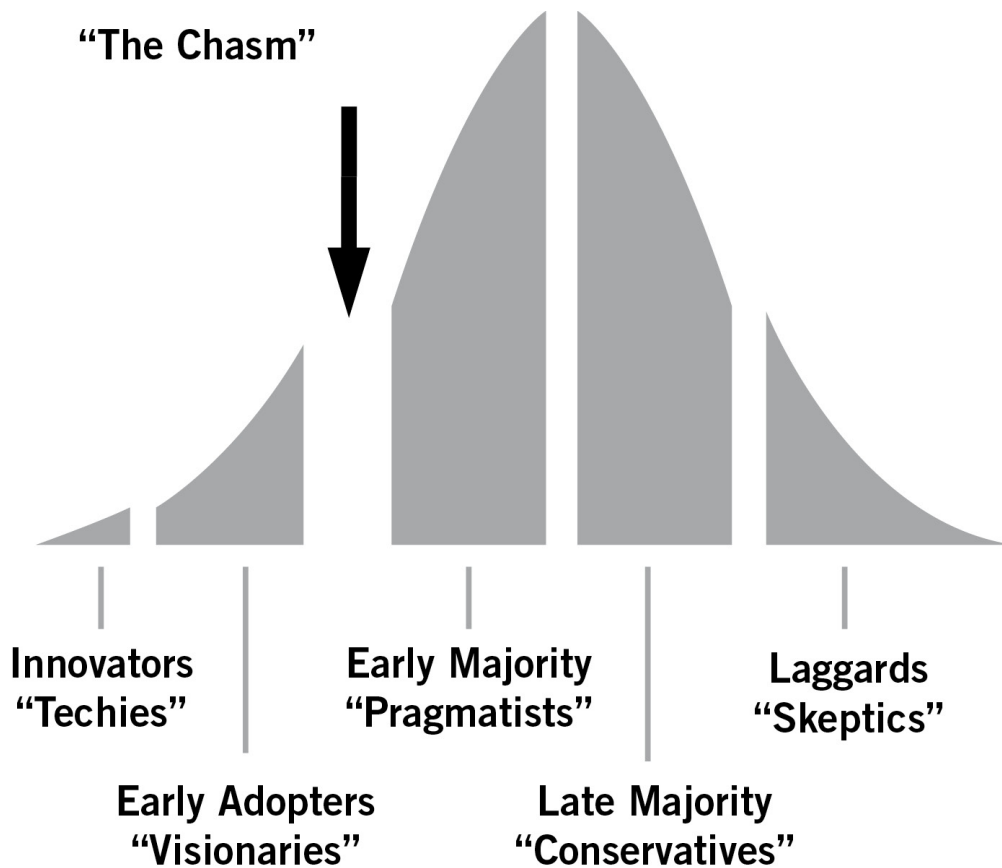 “The Chasm”
Innovators
“Techies”
Early Adopters
“Visionaries”
Early Majority
“Pragmatists”
Late Majority
“Conservatives”
Laggards
“Skeptics”